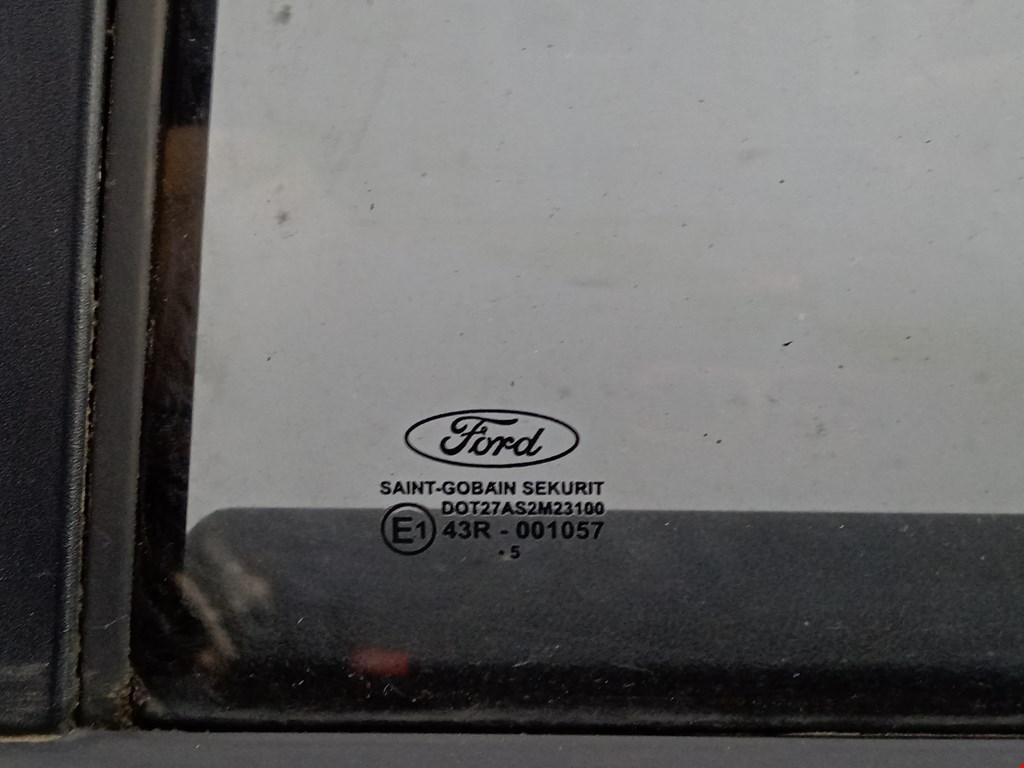 Ford
SAINT-GOBAIN SEKURIT
DOT27AS2M23100
E1 43R - 001057
· 5